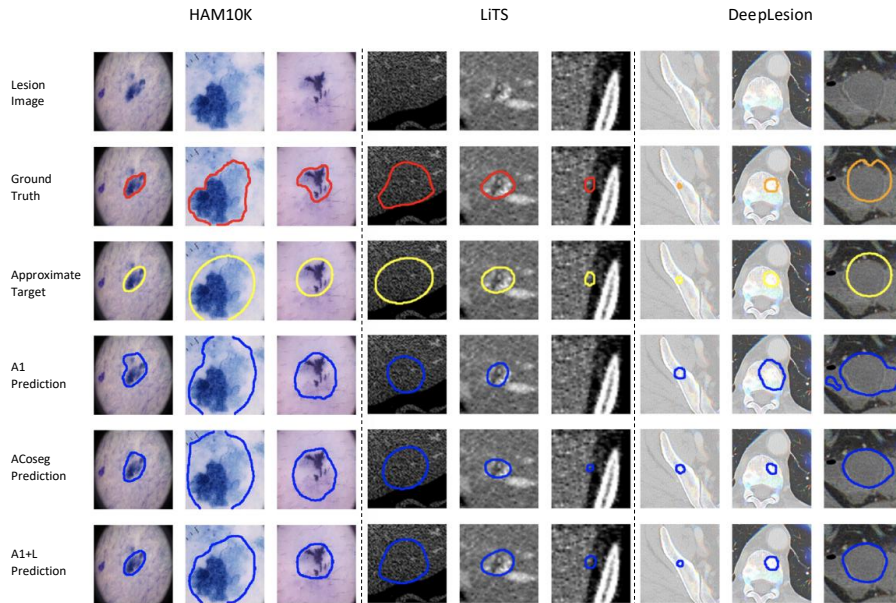 HAM10K LiTS DeepLesion
Lesion
Image
Ground
Truth
Approximate
Target
A1
Prediction
ACoseg
Prediction
A1+L
Prediction